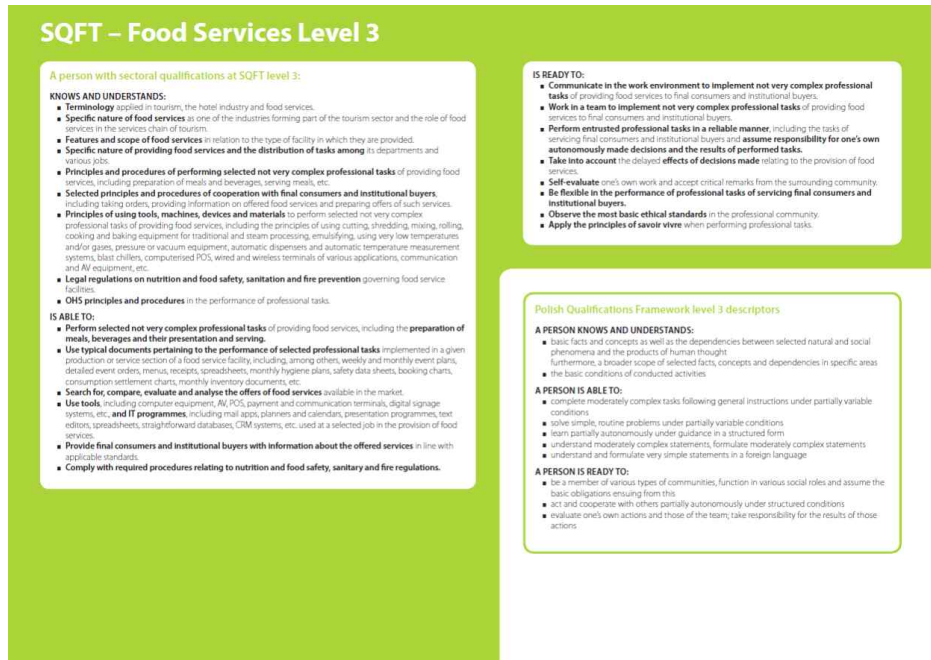 SQFT – Food Services Level 3
A person with sectoral qualifications at SQFT level 3:
KNOWS AND UNDERSTANDS:
■ Terminology applied in tourism, the hotel industry and food services.
■ Specific nature of food services as one of the industries forming part of the tourism sector and the role of food
services in the services chain of tourism.
■ Features and scope of food services in relation to the type of facility in which they are provided.
■ Specific nature of providing food services and the distribution of tasks among its departments and
various jobs.
■ Principles and procedures of performing selected not very complex professional tasks of providing food
services, including preparation of meals and beverages, serving meals, etc.
■ Selected principles and procedures of cooperation with final consumers and institutional buyers,
including taking orders, providing information on offered food services and preparing offers of such services.
■ Principles of using tools, machines, devices and materials to perform selected not very complex
professional tasks of providing food services, including the principles of using cutting, shredding, mixing, rolling,
cooking and baking equipment for traditional and steam processing, emulsifying, using very low temperatures
and/or gases, pressure or vacuum equipment, automatic dispensers and automatic temperature measurement
systems, blast chillers, computerised POS, wired and wireless terminals of various applications, communication
and AV equipment, etc.
■ Legal regulations on nutrition and food safety, sanitation and fire prevention governing food service
facilities.
■ OHS principles and procedures in the performance of professional tasks.
IS ABLE TO:
■ Perform selected not very complex professional tasks of providing food services, including the preparation of
meals, beverages and their presentation and serving.
■ Use typical documents pertaining to the performance of selected professional tasks implemented in a given
production or service section of a food service facility, including, among others, weekly and monthly event plans,
detailed event orders, menus, receipts, spreadsheets, monthly hygiene plans, safety data sheets, booking charts,
consumption settlement charts, monthly inventory documents, etc.
■ Search for, compare, evaluate and analyse the offers of food services available in the market.
■ Use tools, including computer equipment, AV, POS, payment and communication terminals, digital signage
systems, etc., and IT programmes, including mail apps, planners and calendars, presentation programmes, text
editors, spreadsheets, straightforward databases, CRM systems, etc. used at a selected job in the provision of food
services.
■ Provide final consumers and institutional buyers with information about the offered services in line with
applicable standards.
■ Comply with required procedures relating to nutrition and food safety, sanitary and fire regulations.
IS READY TO:
■ Communicate in the work environment to implement not very complex professional
tasks of providing food services to final consumers and institutional buyers.
■ Work in a team to implement not very complex professional tasks of providing food
services to final consumers and institutional buyers.
■ Perform entrusted professional tasks in a reliable manner, including the tasks of
servicing final consumers and institutional buyers and assume responsibility for one's own
autonomously made decisions and the results of performed tasks.
■ Take into account the delayed effects of decisions made relating to the provision of food
services.
■ Self-evaluate one's own work and accept critical remarks from the surrounding community.
■ Be flexible in the performance of professional tasks of servicing final consumers and
institutional buyers.
■ Observe the most basic ethical standards in the professional community.
■ Apply the principles of savoir vivre when performing professional tasks.
Polish Qualifications Framework level 3 descriptors
A PERSON KNOWS AND UNDERSTANDS:
■ basic facts and concepts as well as the dependencies between selected natural and social
phenomena and the products of human thought
furthermore, a broader scope of selected facts, concepts and dependencies in specific areas
■ the basic conditions of conducted activities
A PERSON IS ABLE TO:
■ complete moderately complex tasks following general instructions under partially variable
conditions
■ solve simple, routine problems under partially variable conditions
■ learn partially autonomously under guidance in a structured form
■ understand moderately complex statements, formulate moderately complex statements
■ understand and formulate very simple statements in a foreign language
A PERSON IS READY TO:
■ be a member of various types of communities, function in various social roles and assume the
basic obligations ensuing from this
■ act and cooperate with others partially autonomously under structured conditions
■ evaluate one's own actions and those of the team; take responsibility for the results of those
actions